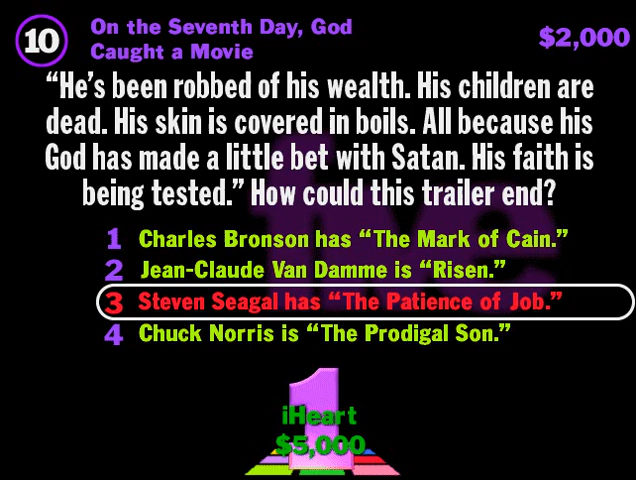 10
On the Seventh Day, God
Caught a Movie
$2,000
“He’s been robbed of his wealth. His children are
dead. His skin is covered in boils. All because his
God has made a little bet with Satan. His faith is
being tested.” How could this trailer end?
1 Charles Bronson has “The Mark of Cain.”
2 Jean-Claude Van Damme is “Risen.”
3 Steven Seagal has “The Patience of Job.”
4 Chuck Norris is “The Prodigal Son.”
1
iHeart
$5,000